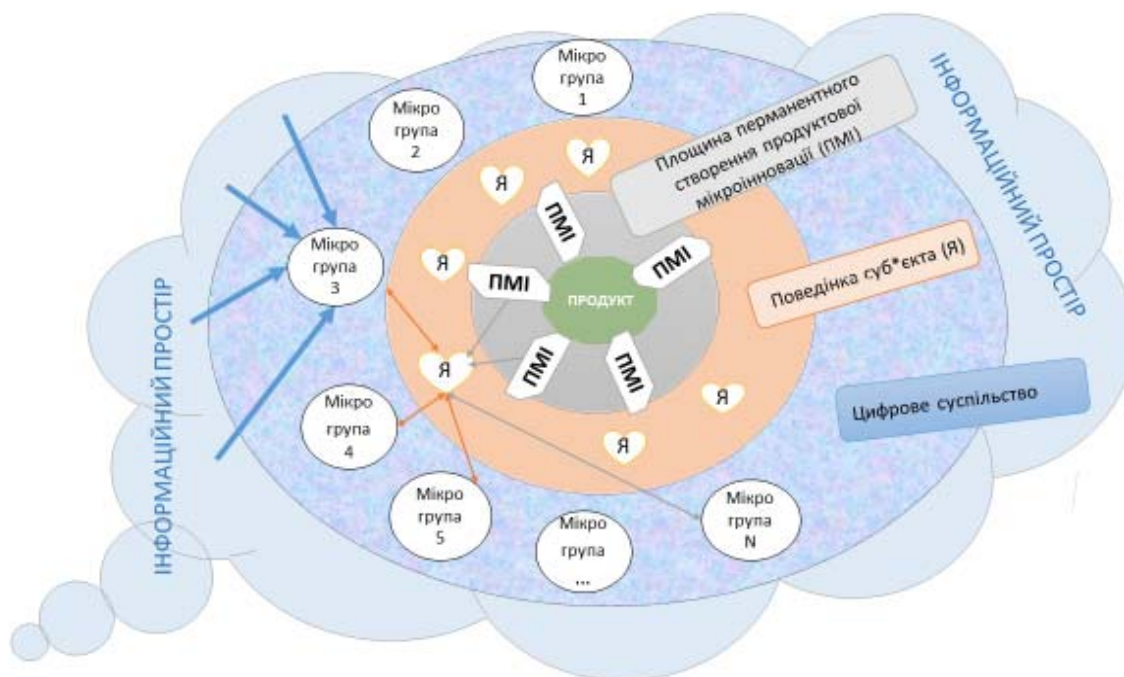 ІНФОРМАЦІЙНИЙ ПРОСТІР
Мікро
група
1
Мікро
група
2
Мікро
група
3
Мікро
група
4
Мікро
група
5
Мікро
група
...
Мікро
група
N
Я
Я
Я
Я
Я
Я
ПМІ
ПМІ
ПМІ
ПМІ
ПМІ
ПРОДУКТ
Площина перманентного
створення продуктової
мікроінновації (ПМІ)
Поведінка суб*єкта (Я)
Цифрове суспільство
ІНФОРМАЦІЙНИЙ ПРОСТІР